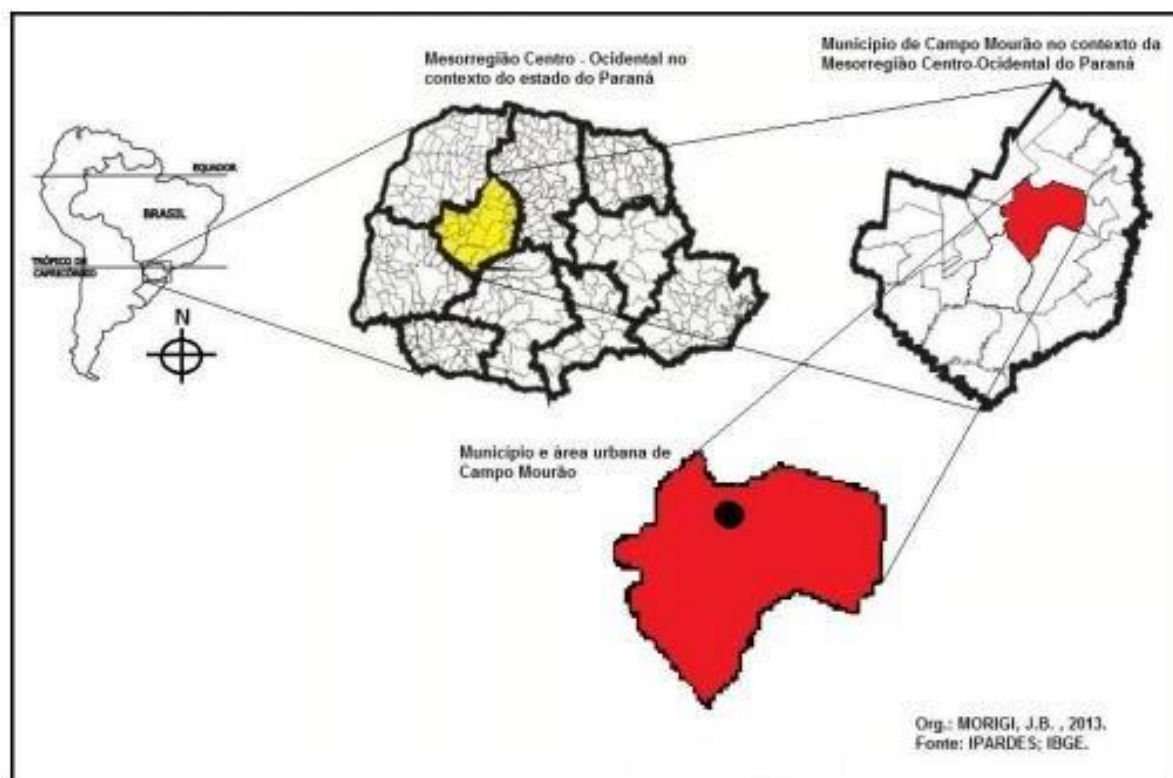 Mesorregião Centro - Ocidental no
contexto do estado do Paraná
Município de Campo Mourão no contexto da
Mesorregião Centro-Ocidental do Paraná
EQUADOR
BRASIL
TRÓPICO DE
CAPRICÓRNIO
N
Município e área urbana de
Campo Mourão
Org.: MORIGI, J.B. , 2013.
Fonte: IPARDES; IBGE.